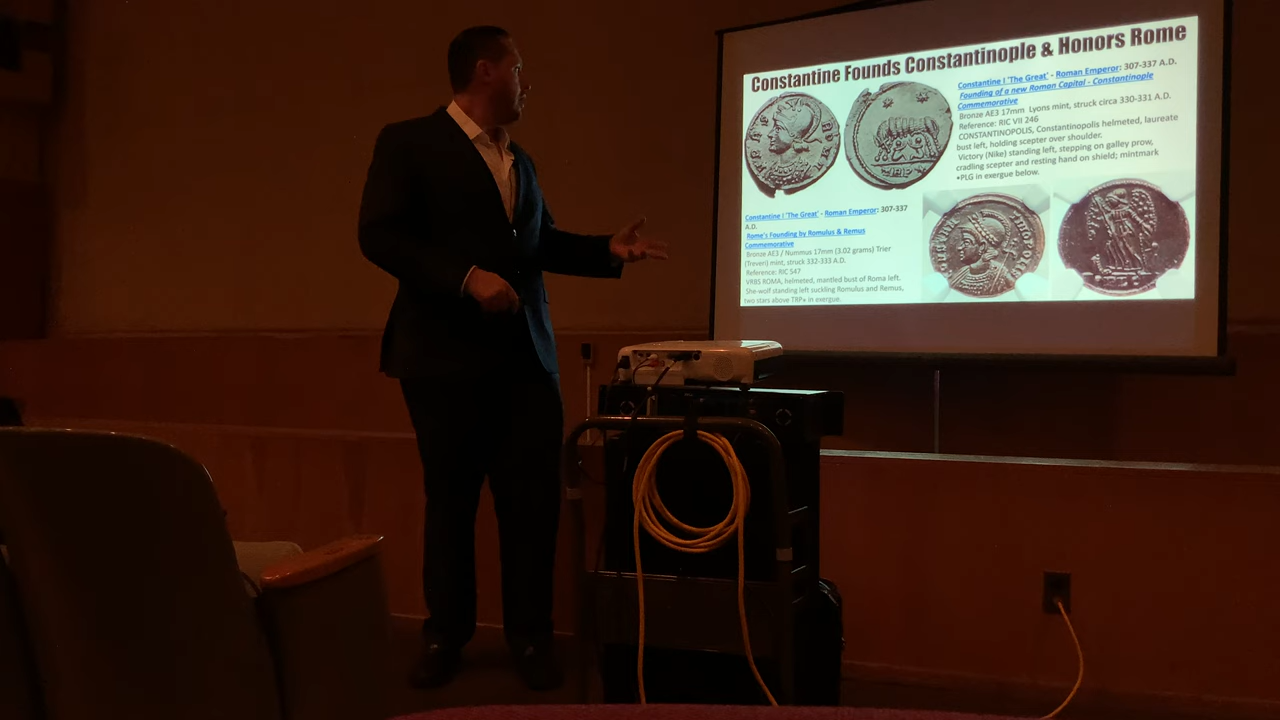 Constantine Founds Constantinople & Honors Rome
Constantine I 'The Great' - Roman Emperor: 307-337 A.D.
Founding of a new Roman Capital - Constantinople
Commemorative
Bronze AE3 17mm Lyons mint, struck circa 330-331 A.D.
Reference: RIC VII 246
CONSTANTINOPOLIS, Constantinopolis helmeted, laureate
bust left, holding scepter over shoulder.
Victory (Nike) standing left, stepping on galley prow,
cradling scepter and resting hand on shield; mintmark
•PLG in exergue below.
Constantine I 'The Great' - Roman Emperor: 307-337
A.D.
Rome's Founding by Romulus & Remus
Commemorative
Bronze AE3 / Nummus 17mm (3.02 grams) Trier
(Treveri) mint, struck 332-333 A.D.
Reference: RIC 547
VRBS ROMA, helmeted, mantled bust of Roma left.
She-wolf standing left suckling Romulus and Remus,
two stars above TRP* in exergue.